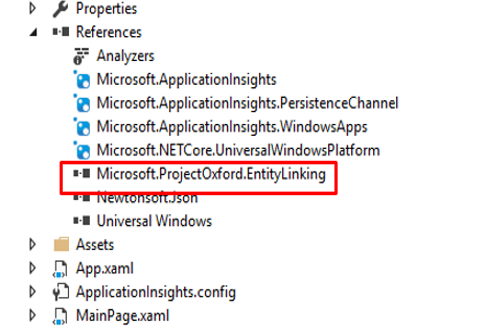 Properties
References
Analyzers
Microsoft.ApplicationInsights
Microsoft.ApplicationInsights.PersistenceChannel
Microsoft.ApplicationInsights.WindowsApps
Microsoft.NETCore.UniversalWindowsPlatform
Microsoft.ProjectOxford.EntityLinking
Newtonsoft.Json
Universal Windows
Assets
App.xaml
ApplicationInsights.config
MainPage.xaml